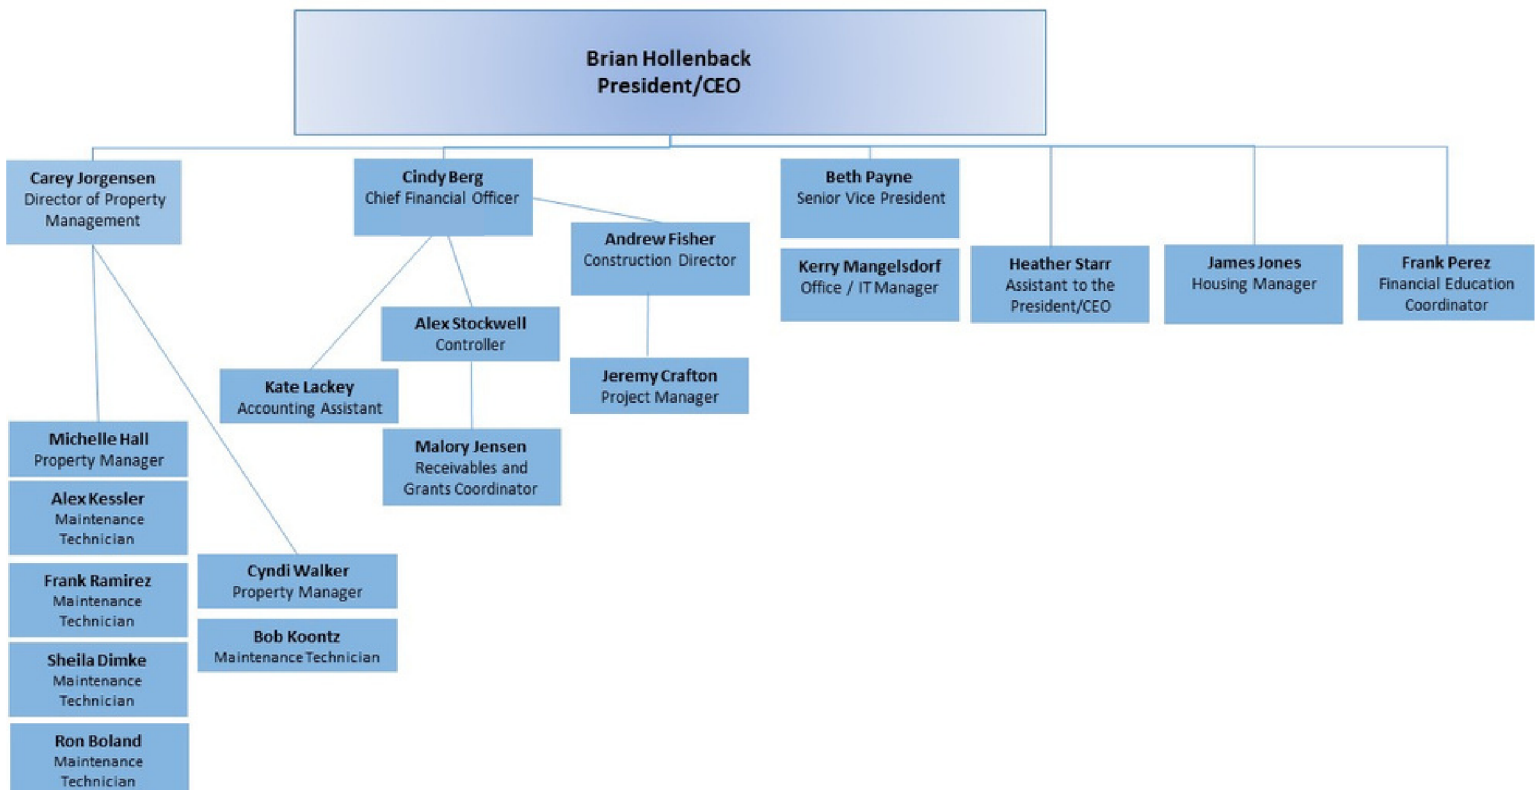 Brian Hollenback
President/CEO
Carey Jorgensen
Director of Property
Management
Cindy Berg
Chief Financial Officer
Beth Payne
Senior Vice President
Andrew Fisher
Construction Director
Kerry Mangelsdorf
Office / IT Manager
Heather Starr
Assistant to the
President/CEO
James Jones
Housing Manager
Frank Perez
Financial Education
Coordinator
Alex Stockwell
Controller
Kate Lackey
Accounting Assistant
Jeremy Crafton
Project Manager
Malory Jensen
Receivables and
Grants Coordinator
Michelle Hall
Property Manager
Alex Kessler
Maintenance
Technician
Frank Ramirez
Maintenance
Technician
Sheila Dimke
Maintenance
Technician
Ron Boland
Maintenance
Technician
Cyndi Walker
Property Manager
Bob Koontz
Maintenance Technician